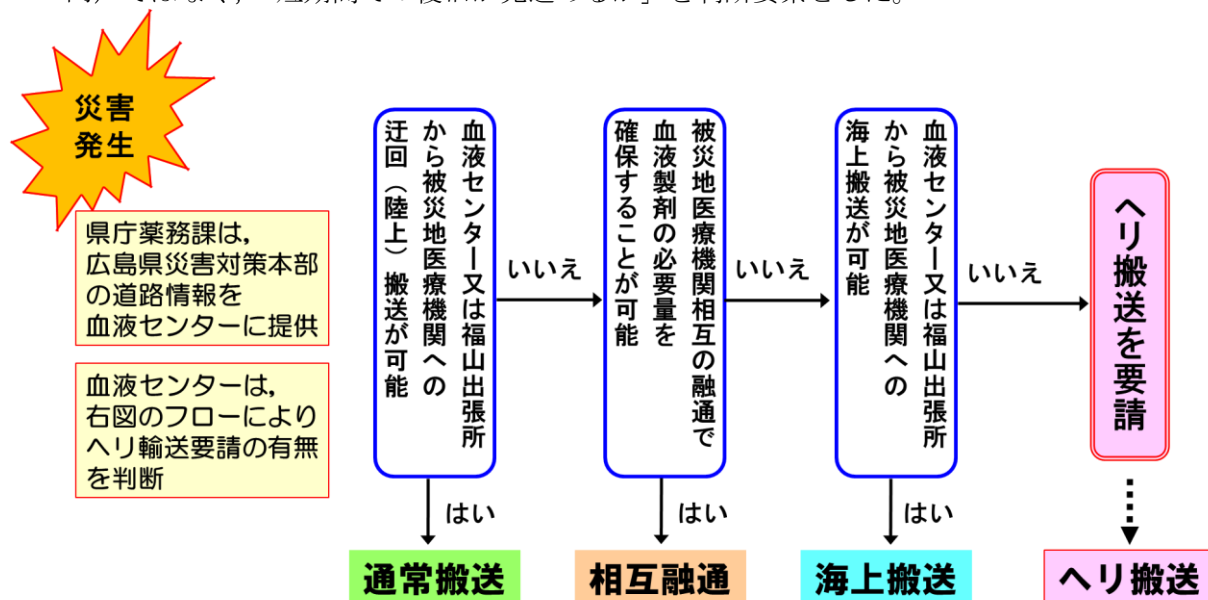 災害
発生
県庁薬務課は，
広島県災害対策本部
の道路情報を
血液センターに提供
血液センターは，
右図のフローにより
ヘリ輸送要請の有無
を判断
血液センター又は福山出張所
から被災地医療機関への
迂回（陸上）搬送が可能
いいえ
はい
通常搬送
被災地医療機関相互の融通で
血液製剤の必要量を
確保することが可能
いいえ
はい
相互融通
血液センター又は福山出張所
から被災地医療機関への
海上搬送が可能
いいえ
はい
海上搬送
ヘリ搬送を要請
ヘリ搬送